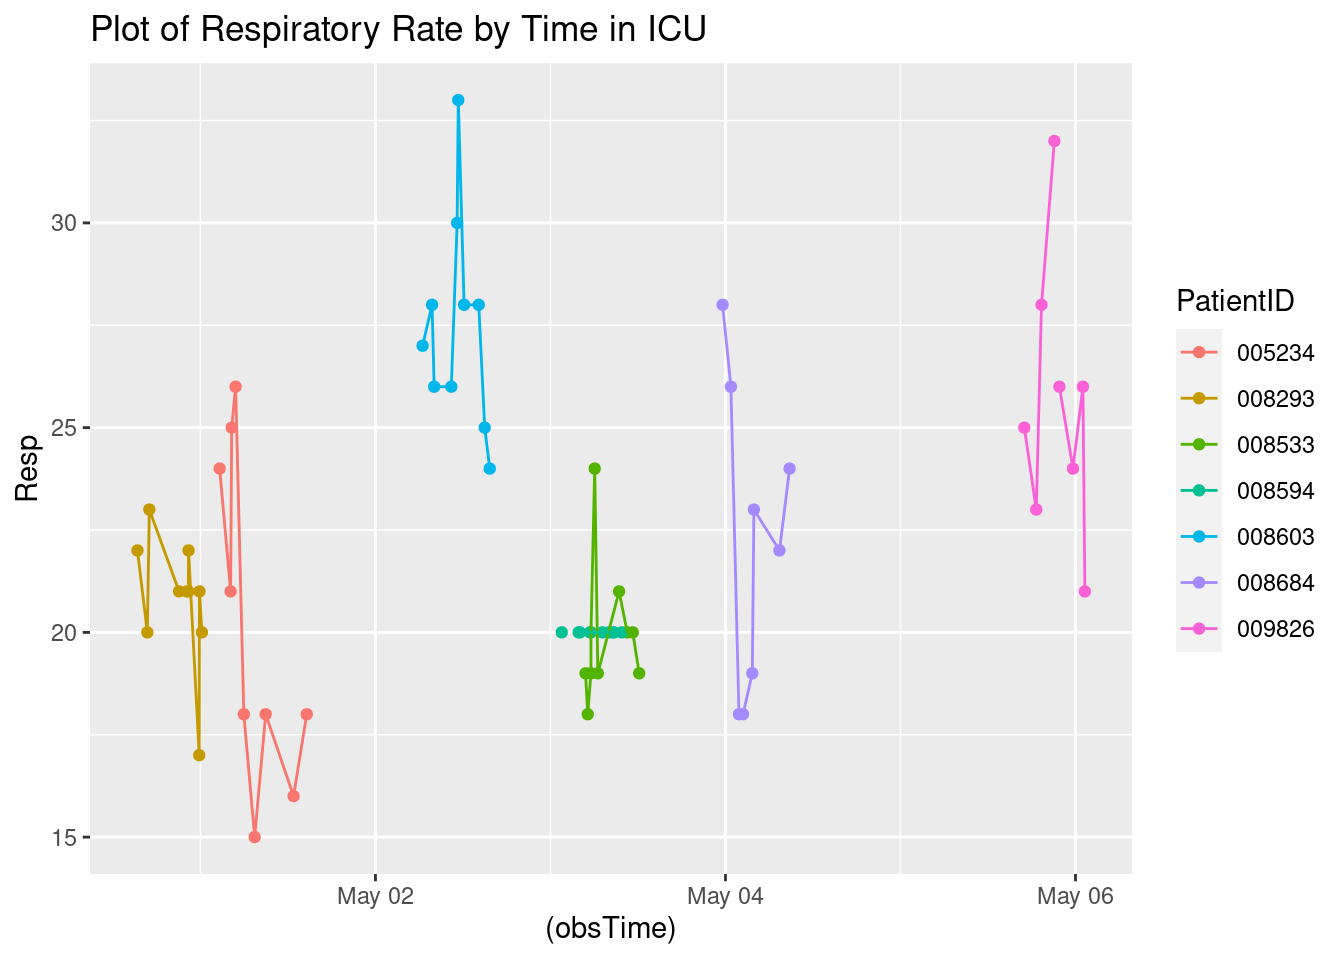 Plot of Respiratory Rate by Time in ICU
30
25
20
15
Resp
May 02
May 04
May 06
(obsTime)
PatientID
005234
008293
008533
008594
008603
008684
009826